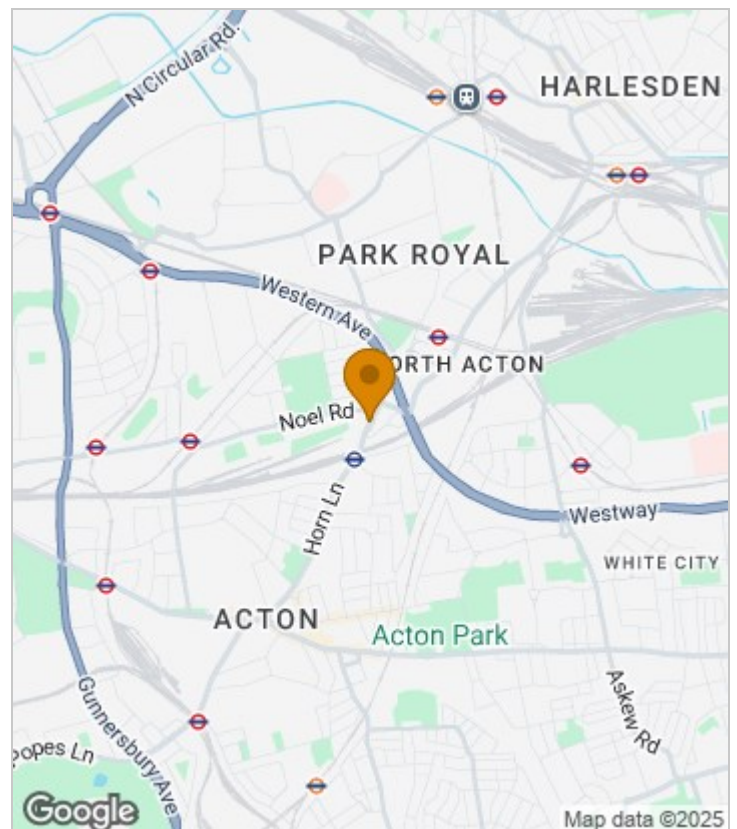 N Circular Rd.
HARLESDEN
PARK ROYAL
Western Ave
ORTH ACTON
Noel Rd
Horn Ln
Westway
WHITE CITY
ACTON
Acton Park
Askew Rd
Gunnersbury Ave
Popes Ln
Google
Map data ©2025